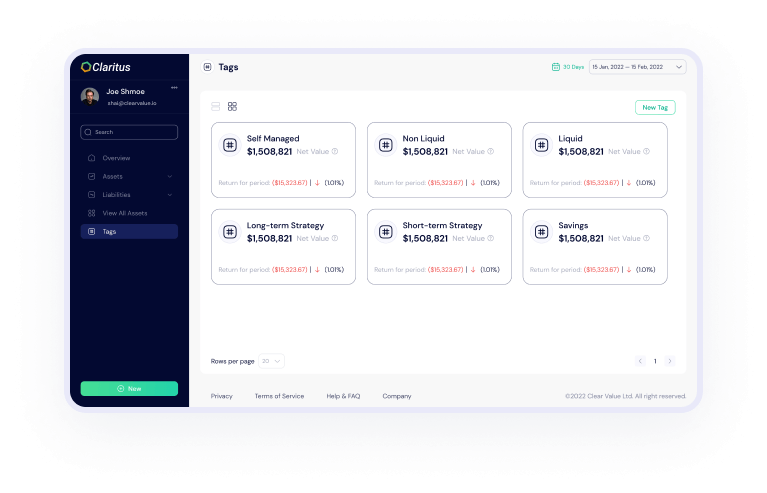 Claritus
Joe Shmoe
shai@clearvalue.io
Search
Overview
Assets
Liabilities
View All Assets
Tags
New
Tags
30 Days
15 Jan, 2022 — 15 Feb, 2022
New Tag
Self Managed
$1,508,821 Net Value
Return for period: ($15,323.67) | ↓ (1.01%)
Non Liquid
$1,508,821 Net Value
Return for period: ($15,323.67) | ↓ (1.01%)
Liquid
$1,508,821 Net Value
Return for period: ($15,323.67) | ↓ (1.01%)
Long-term Strategy
$1,508,821 Net Value
Return for period: ($15,323.67) | ↓ (1.01%)
Short-term Strategy
$1,508,821 Net Value
Return for period: ($15,323.67) | ↓ (1.01%)
Savings
$1,508,821 Net Value
Return for period: ($15,323.67) | ↓ (1.01%)
Rows per page 20
1
Privacy Terms of Service Help & FAQ Company
©2022 Clear Value Ltd. All right reserved.